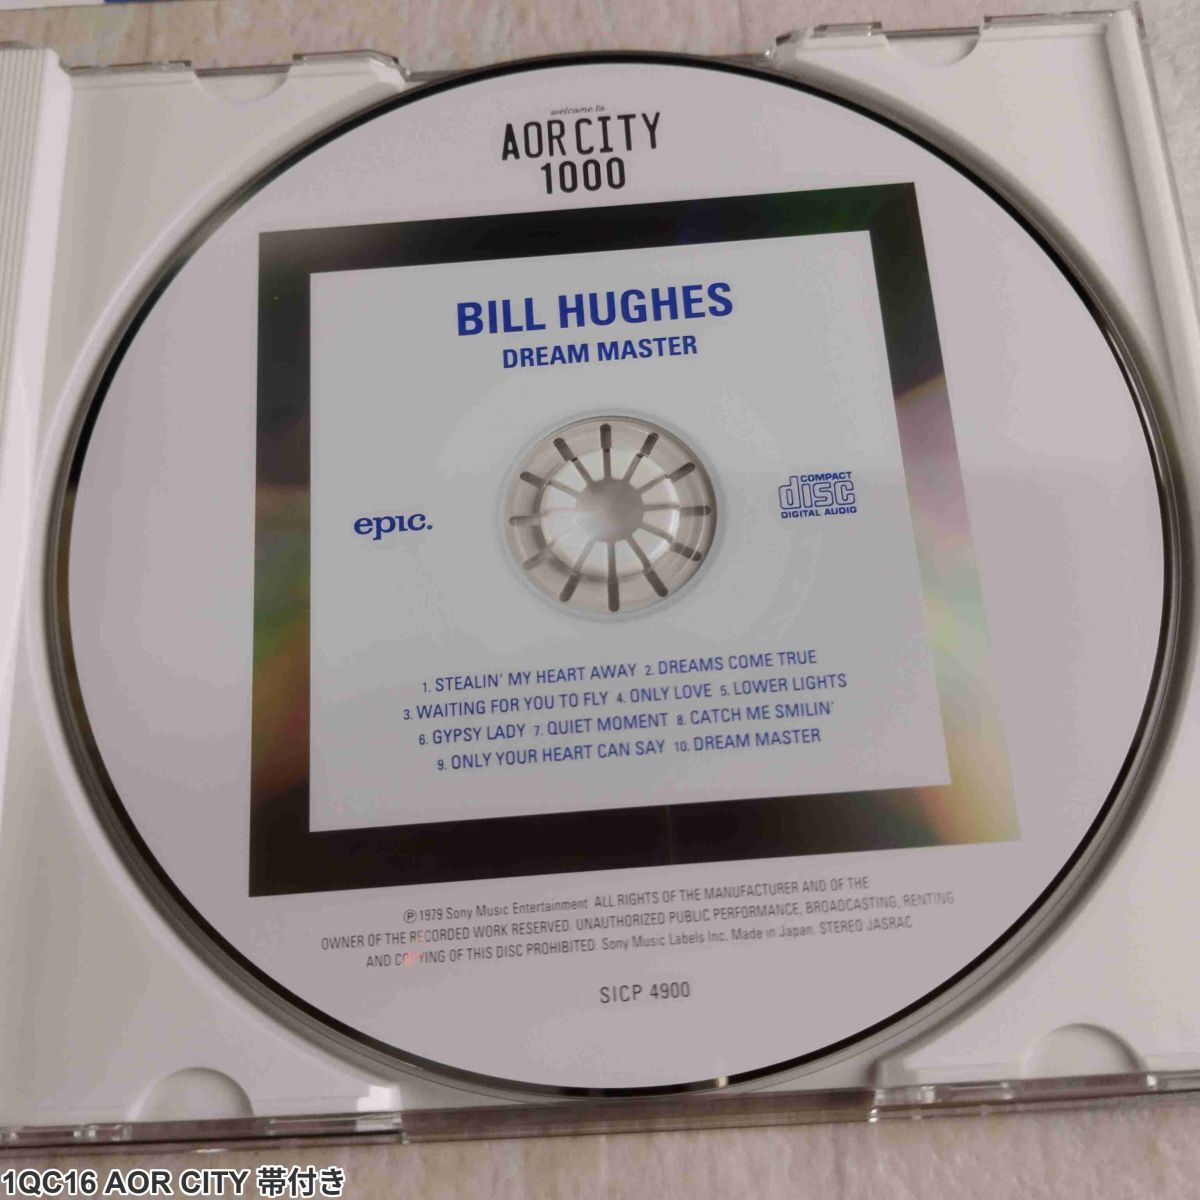 welcome to
AOR CITY
1000
BILL HUGHES
DREAM MASTER
epic.
COMPACT
disc
DIGITAL AUDIO
1. STEALIN' MY HEART AWAY 2. DREAMS COME TRUE
3. WAITING FOR YOU TO FLY 4. ONLY LOVE 5. LOWER LIGHTS
6. GYPSY LADY 7. QUIET MOMENT 8. CATCH ME SMILIN'
9. ONLY YOUR HEART CAN SAY 10. DREAM MASTER
Ⓟ1979 Sony Music Entertainment ALL RIGHTS OF THE MANUFACTURER AND OF THE
OWNER OF THE RECORDED WORK RESERVED. UNAUTHORIZED PUBLIC PERFORMANCE, BROADCASTING, RENTING
AND COPYING OF THIS DISC PROHIBITED. Sony Music Labels Inc. Made in Japan. STEREO JASRAC
SICP 4900
1QC16 AOR CITY 帯付き